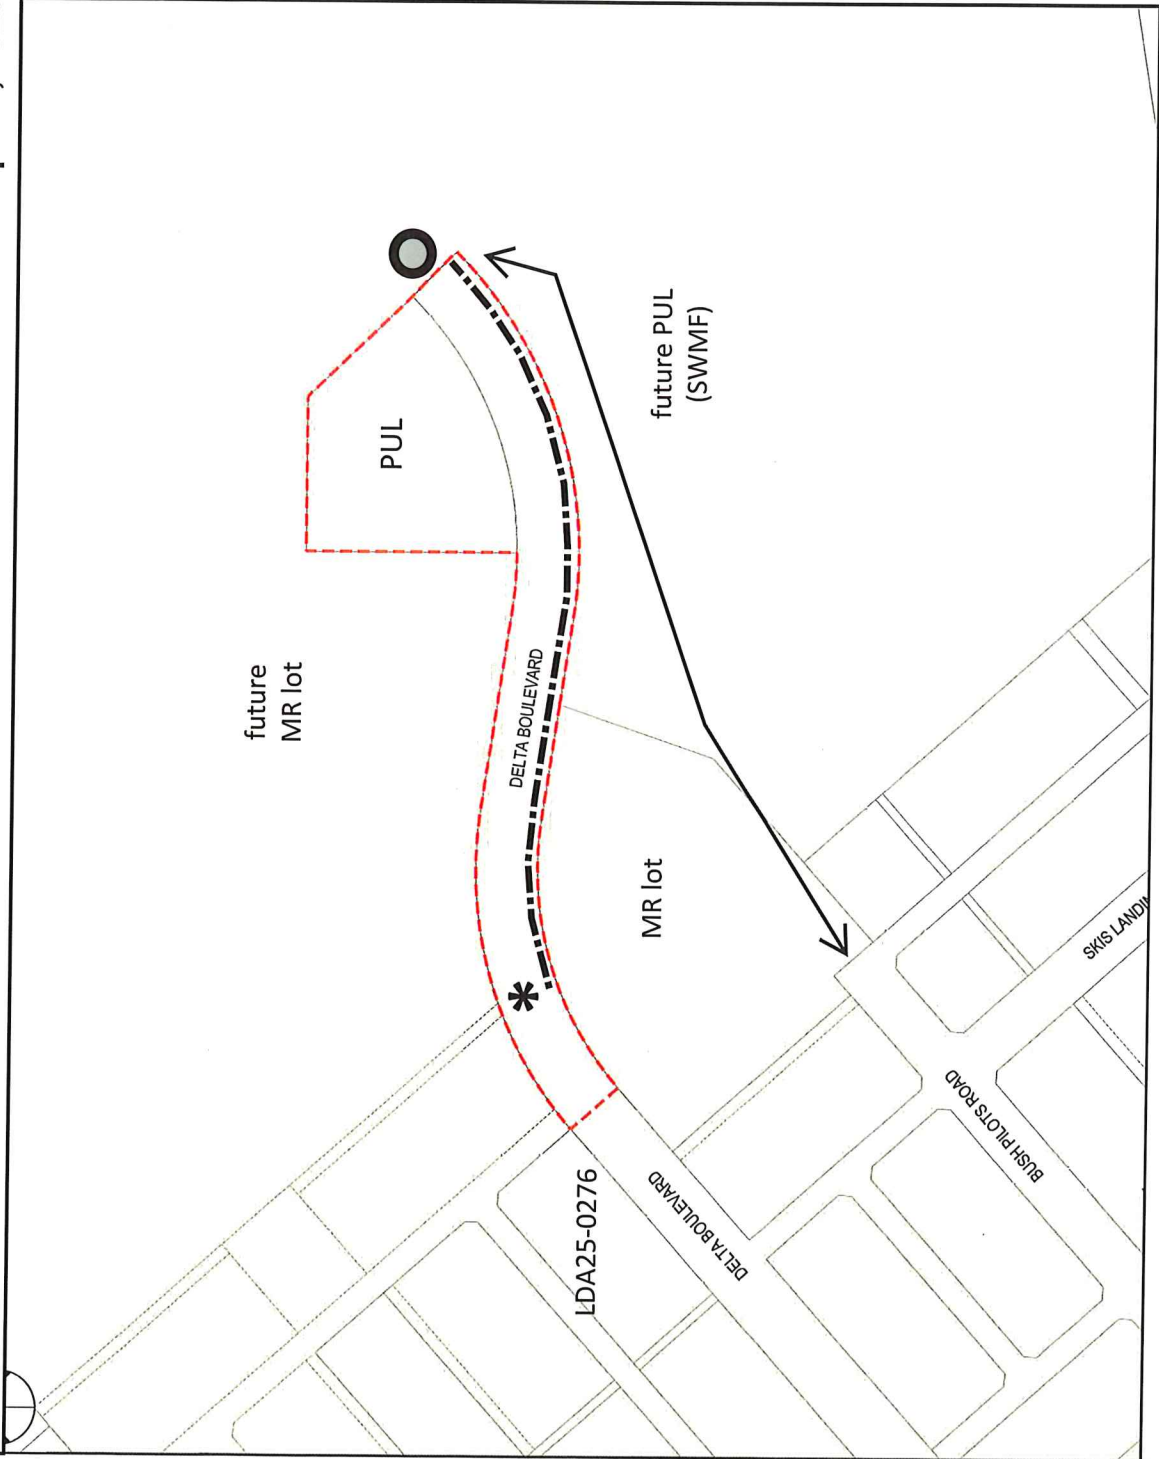 PUL
future PUL
(SWMF)
future
MR lot
DELTA BOULEVARD
MR lot
*
SKIS LANDIN
BUSH PILOTS ROAD
DELTA BOULEVARD
LDA25-0276